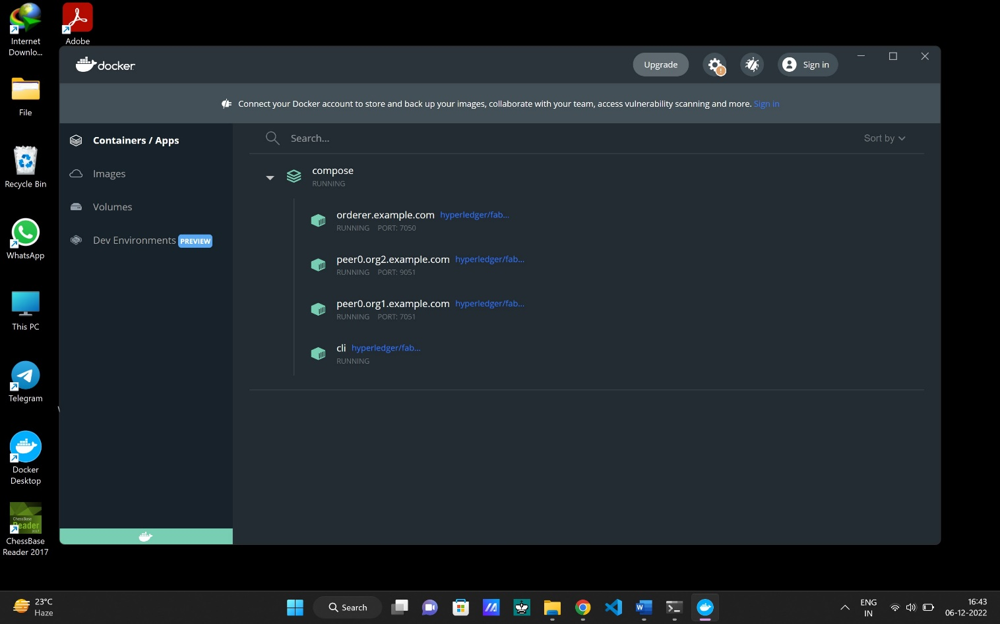 Internet
Downlo...
Adobe
File
Recycle Bin
WhatsApp
This PC
Telegram
Docker
Desktop
ChessBase
Reader
2017
ChessBase
Reader 2017
docker
Upgrade
Sign in
Connect your Docker account to store and back up your images, collaborate with your team, access vulnerability scanning and more. Sign in
Containers / Apps
Images
Volumes
Dev Environments PREVIEW
Search...
Sort by
compose
RUNNING
orderer.example.com hyperledger/fab...
RUNNING PORT: 7050
peer0.org2.example.com hyperledger/fab...
RUNNING PORT: 9051
peer0.org1.example.com hyperledger/fab...
RUNNING PORT: 7051
cli hyperledger/fab...
RUNNING
23°C
Haze
Search
ENG
IN
16:43
06-12-2022